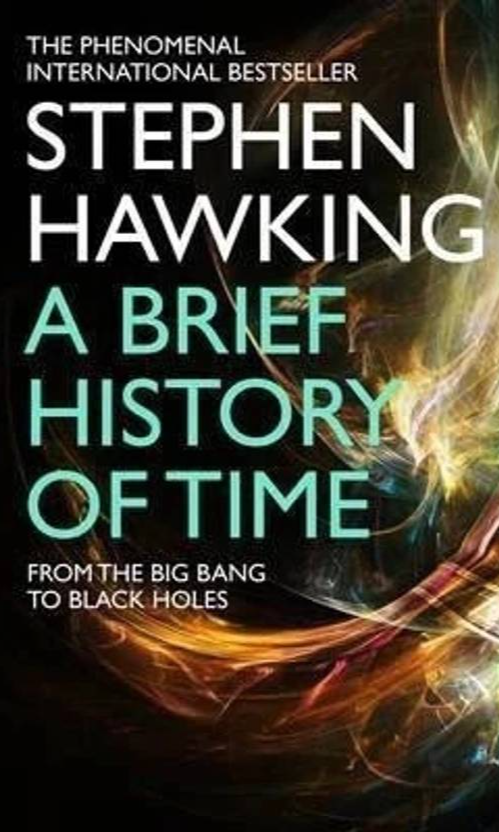 THE PHENOMENAL
INTERNATIONAL BESTSELLER
STEPHEN
HAWKING
A BRIEF
HISTORY
OF TIME
FROM THE BIG BANG
TO BLACK HOLES